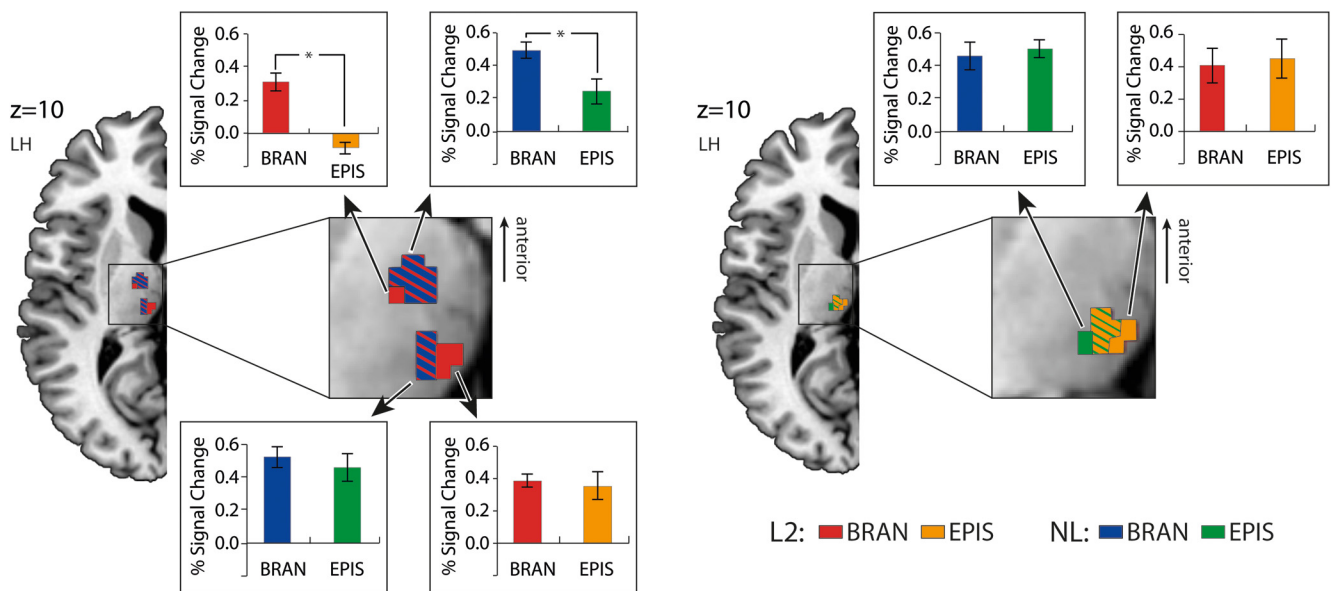 z=10
LH
% Signal Change
0.6
0.4
0.2
0.0
BRAN
EPIS
*
% Signal Change
0.6
0.4
0.2
0.0
BRAN
EPIS
*
anterior
% Signal Change
0.6
0.4
0.2
0.0
BRAN
EPIS
% Signal Change
0.6
0.4
0.2
0.0
BRAN
EPIS
z=10
LH
% Signal Change
0.6
0.4
0.2
0.0
BRAN
EPIS
% Signal Change
0.6
0.4
0.2
0.0
BRAN
EPIS
anterior
L2: BRAN EPIS NL: BRAN EPIS